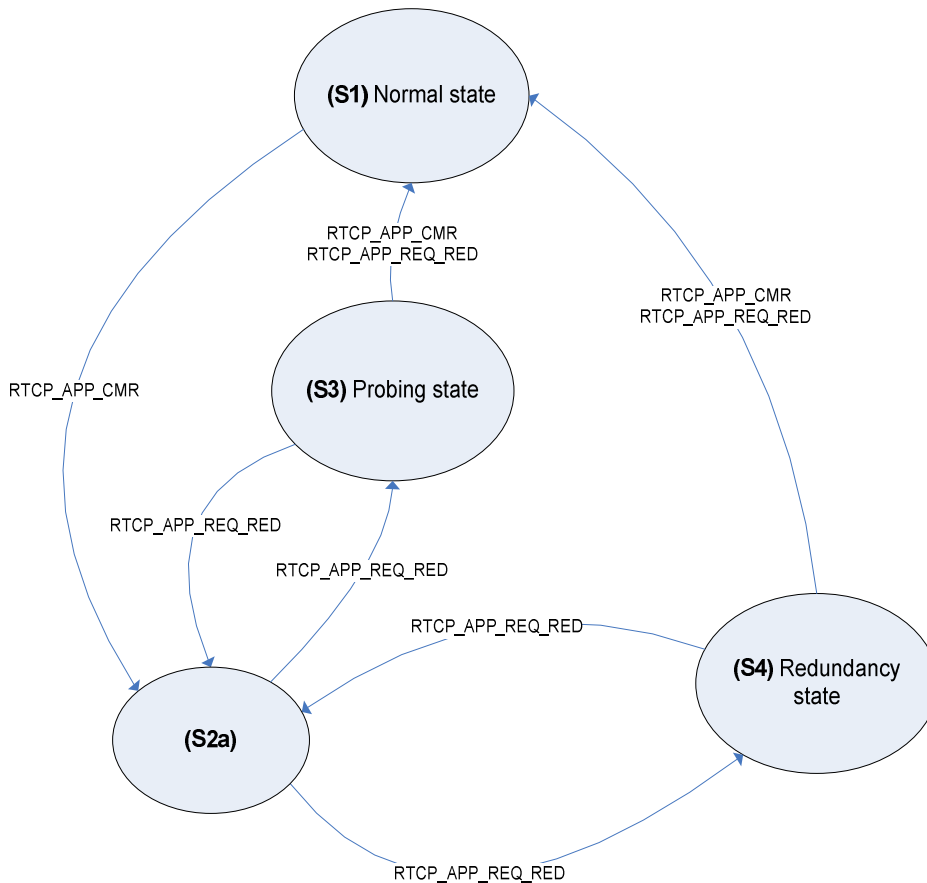 (S1) Normal state
RTCP_APP_CMR
RTCP_APP_REQ_RED
RTCP_APP_CMR
RTCP_APP_REQ_RED
RTCP_APP_CMR
(S3) Probing state
RTCP_APP_REQ_RED
RTCP_APP_REQ_RED
RTCP_APP_REQ_RED
(S4) Redundancy
state
(S2a)
RTCP_APP_REQ_RED